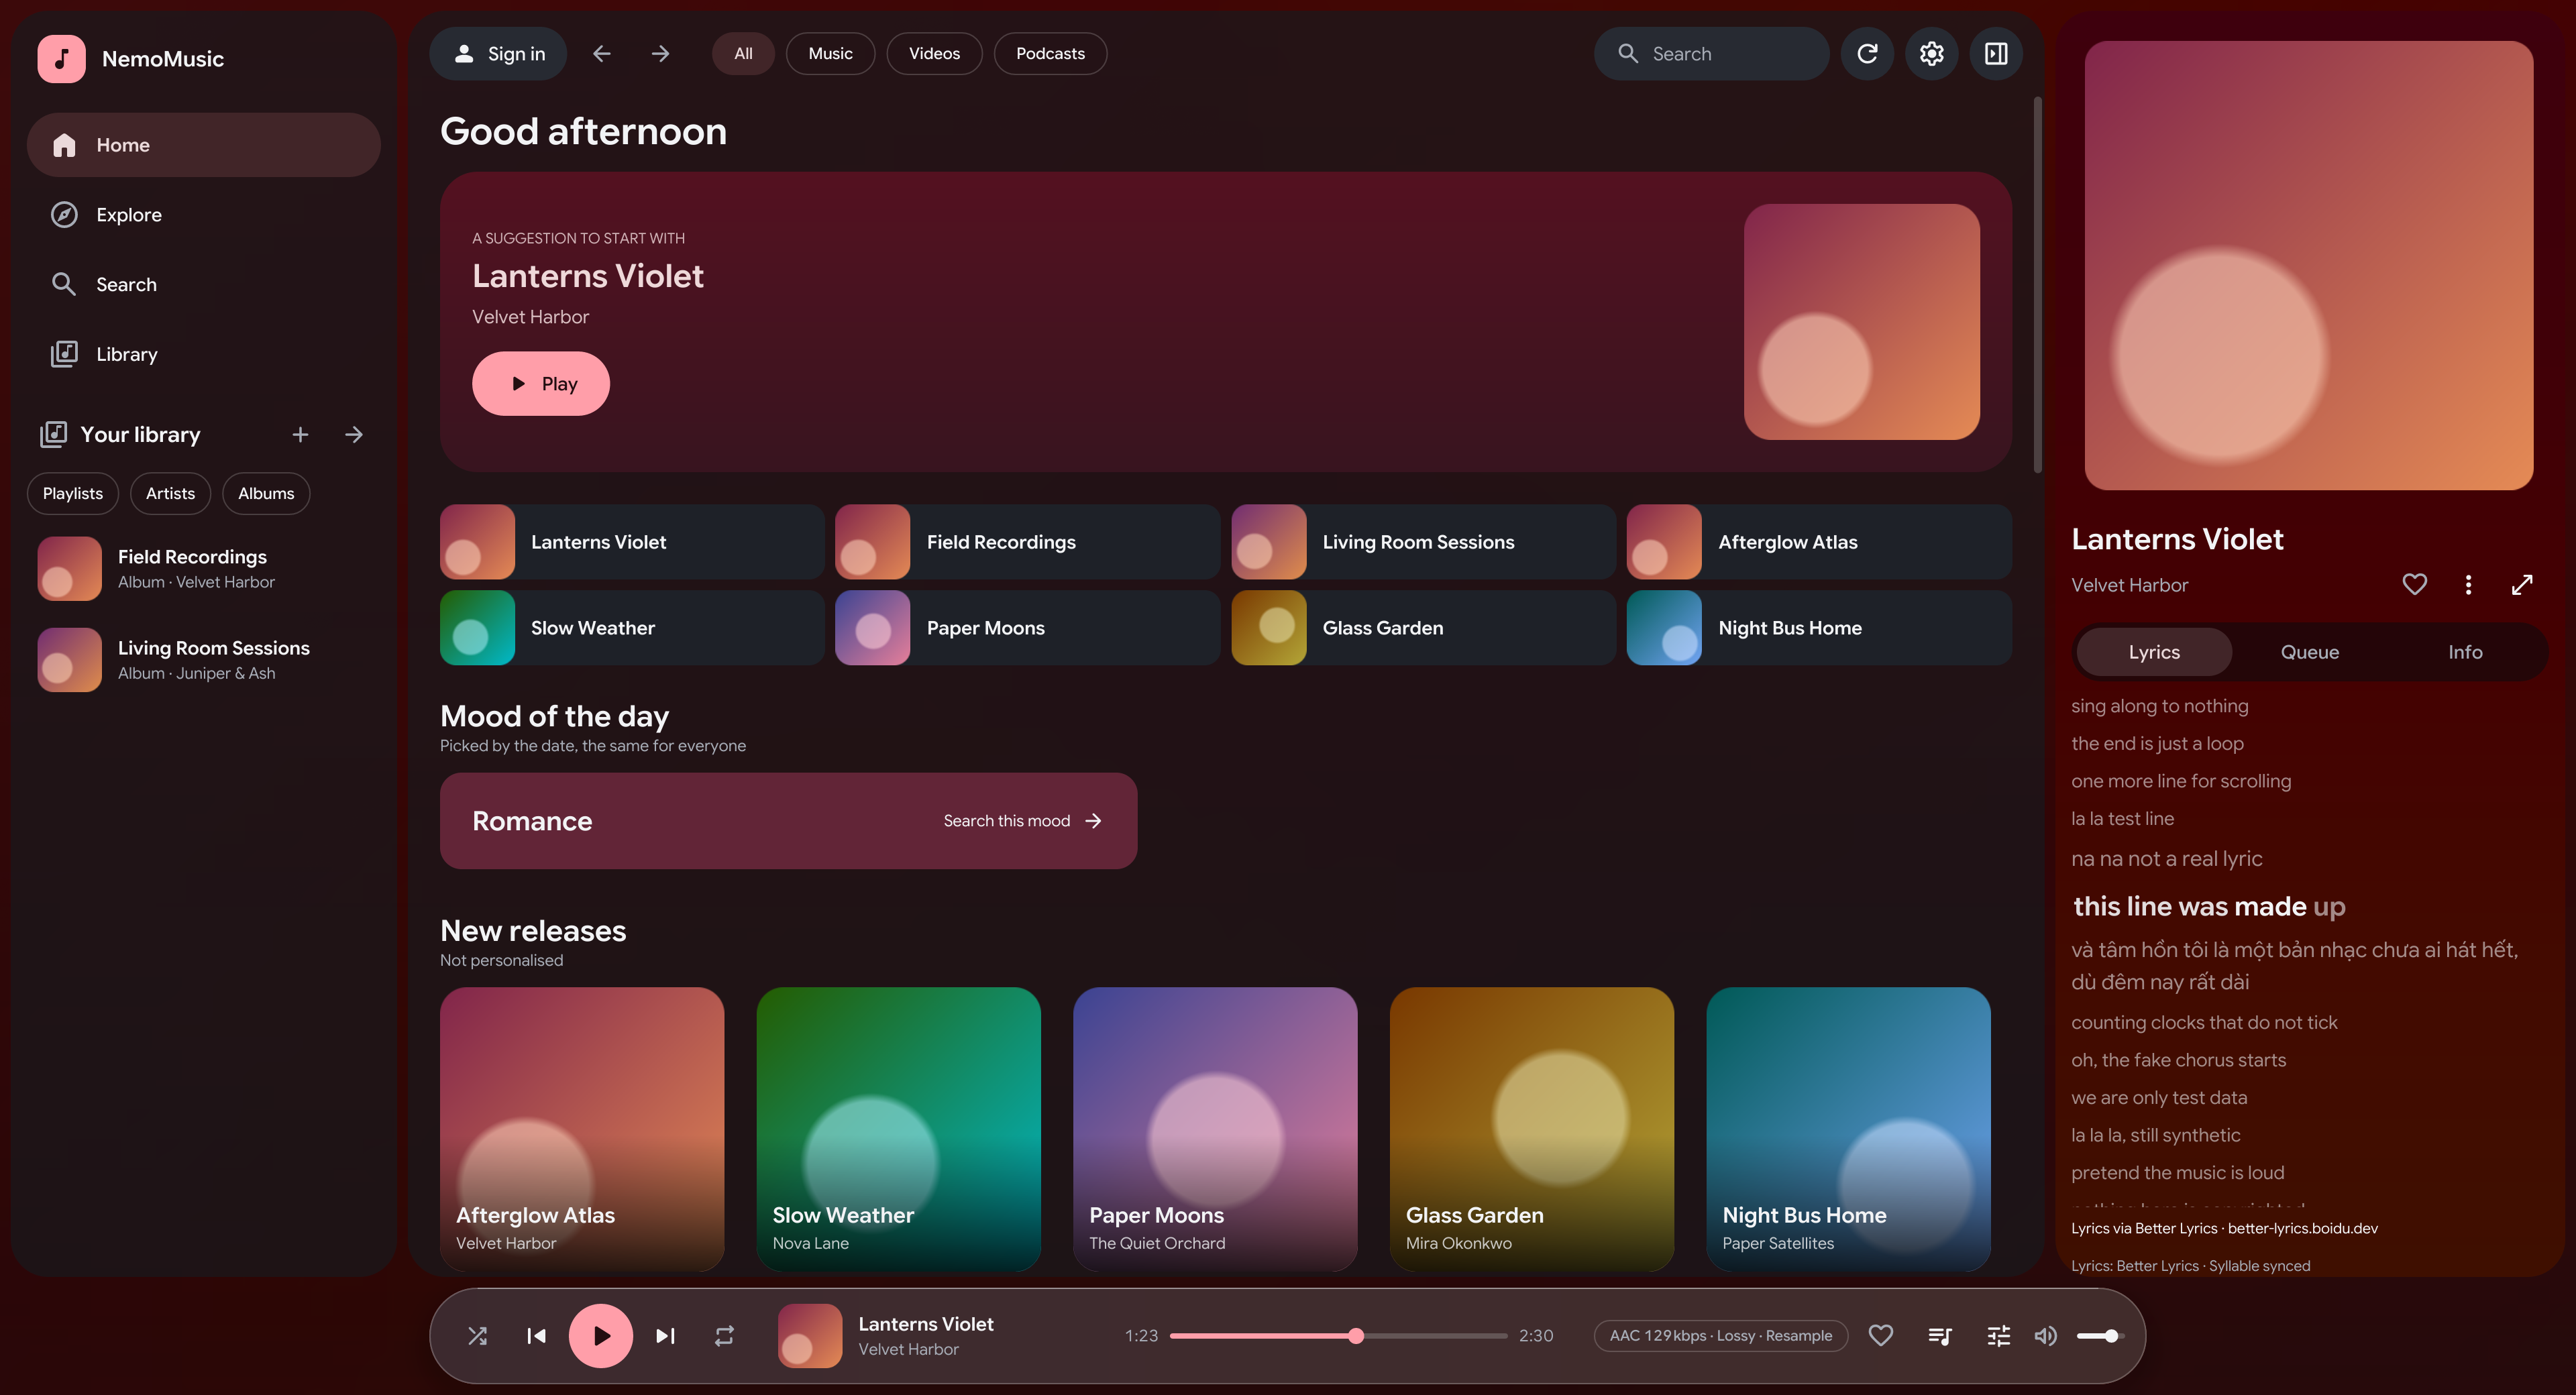 NemoMusic
Home
Explore
Search
Library
Your library
Playlists
Artists
Albums
Field Recordings
Album · Velvet Harbor
Living Room Sessions
Album · Juniper & Ash
Sign in
All
Music
Videos
Podcasts
Search
Good afternoon
A SUGGESTION TO START WITH
Lanterns Violet
Velvet Harbor
Play
Lanterns Violet
Field Recordings
Living Room Sessions
Afterglow Atlas
Slow Weather
Paper Moons
Glass Garden
Night Bus Home
Mood of the day
Picked by the date, the same for everyone
Romance
Search this mood
New releases
Not personalised
Afterglow Atlas
Velvet Harbor
Slow Weather
Nova Lane
Paper Moons
The Quiet Orchard
Glass Garden
Mira Okonkwo
Night Bus Home
Paper Satellites
Lanterns Violet
Velvet Harbor
Lyrics
Queue
Info
sing along to nothing
the end is just a loop
one more line for scrolling
la la test line
na na not a real lyric
this line was made up
và tâm hồn tôi là một bản nhạc chưa ai hát hết,
dù đêm nay rất dài
counting clocks that do not tick
oh, the fake chorus starts
we are only test data
la la la, still synthetic
pretend the music is loud
Lyrics via Better Lyrics · better-lyrics.boidu.dev
Lyrics: Better Lyrics · Syllable synced
Lanterns Violet
Velvet Harbor
1:23
2:30
AAC 129kbps · Lossy · Resample